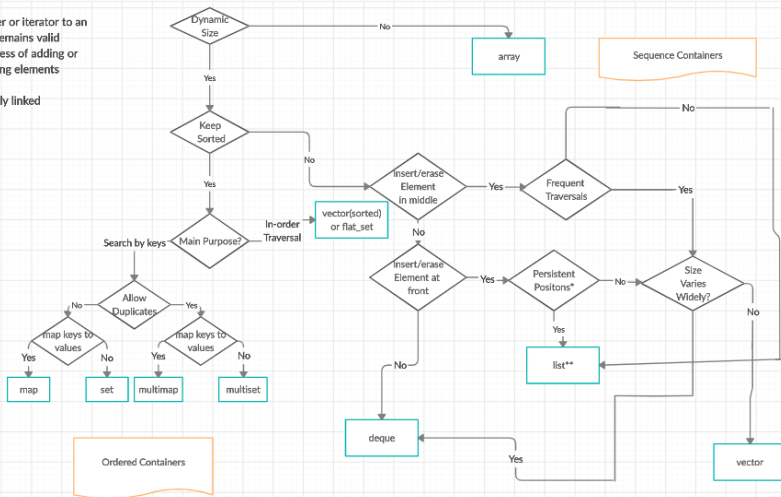 er or iterator to an
emains valid
ess of adding or
ng elements
ly linked
Dynamic
Size
No
array
Sequence Containers
Yes
Keep
Sorted
No
No
Yes
Insert/erase
Element
in middle
Yes
Frequent
Traversals
Yes
vector(sorted)
or flat_set
In-order
Traversal
Main Purpose?
Search by keys
No
Insert/erase
Element at
front
Yes
Persistent
Positons*
No
Size
Varies
Widely?
No
Allow
Duplicates
No
Yes
map keys to
values
map keys to
values
Yes
No
Yes
No
Yes
list**
No
map
set
multimap
multiset
deque
Yes
Ordered Containers
vector